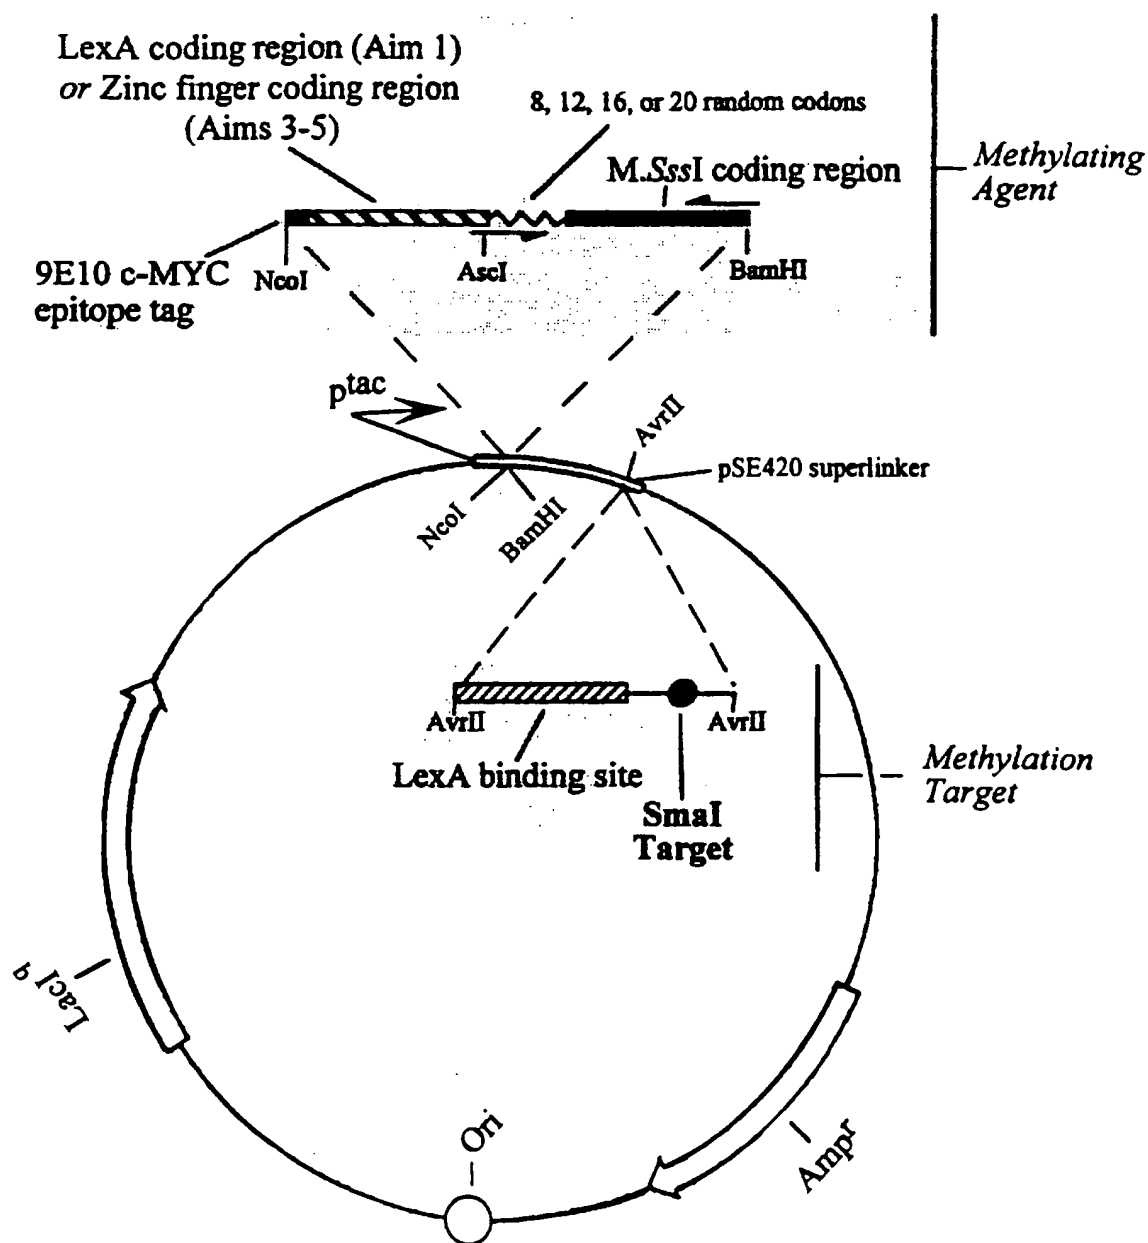 LexA coding region (Aim 1)
or Zinc finger coding region
(Aims 3-5)
8, 12, 16, or 20 random codons
M.SssI coding region
Methylating
Agent
9E10 c-MYC
epitope tag
NcoI
AscI
BamHI
ptac
AvrII
pSE420 superlinker
NcoI
BamHI
AvrII
AvrII
LexA binding site
SmaI
Target
Methylation
Target
LacIq
Ori
Ampr